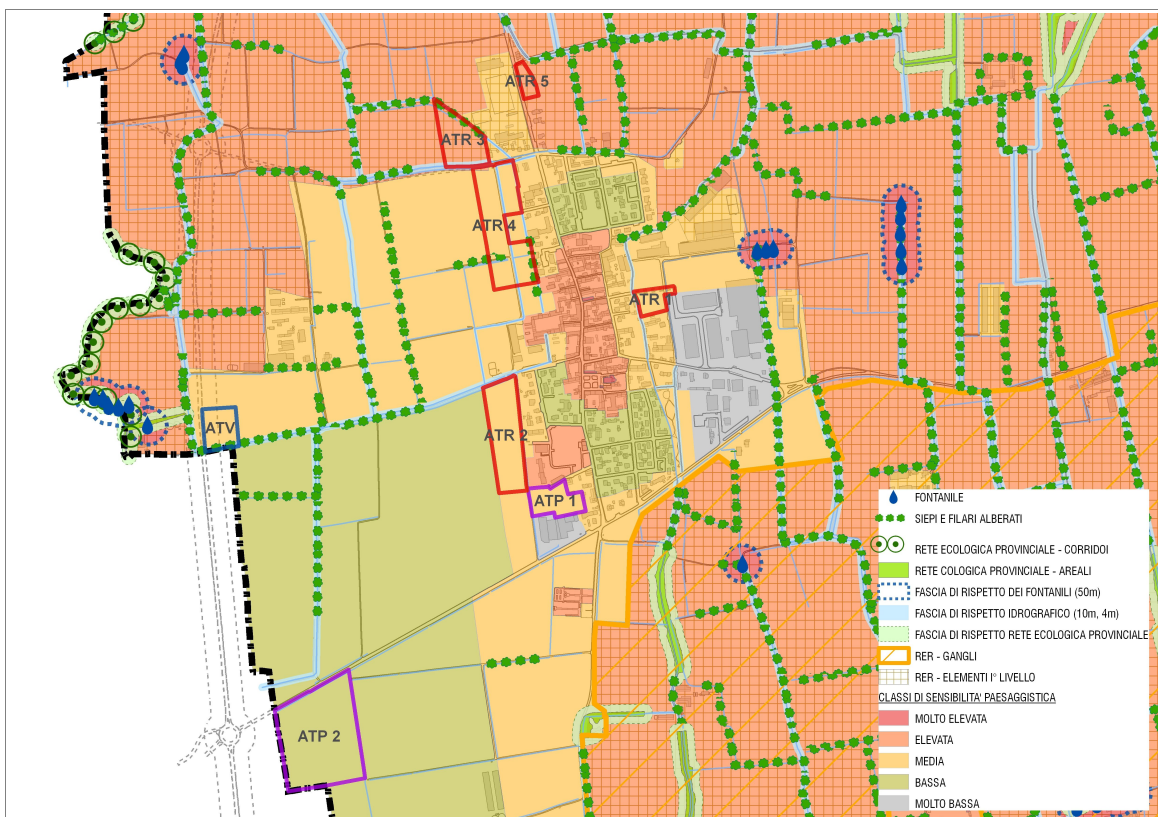 ATR 5
ATR 3
ATR 4
ATR 1
ATV
ATR 2
ATP 1
ATP 2
FONTANILE
SIEPI E FILARI ALBERATI
RETE ECOLOGICA PROVINCIALE - CORRIDOI
RETE COLOGICA PROVINCIALE - AREALI
FASCIA DI RISPETTO DEI FONTANILI (50m)
FASCIA DI RISPETTO IDROGRAFICO (10m, 4m)
FASCIA DI RISPETTO RETE ECOLOGICA PROVINCIALE
RER - GANGLI
RER - ELEMENTI I° LIVELLO
CLASSI DI SENSIBILITA' PAESAGGISTICA
MOLTO ELEVATA
ELEVATA
MEDIA
BASSA
MOLTO BASSA